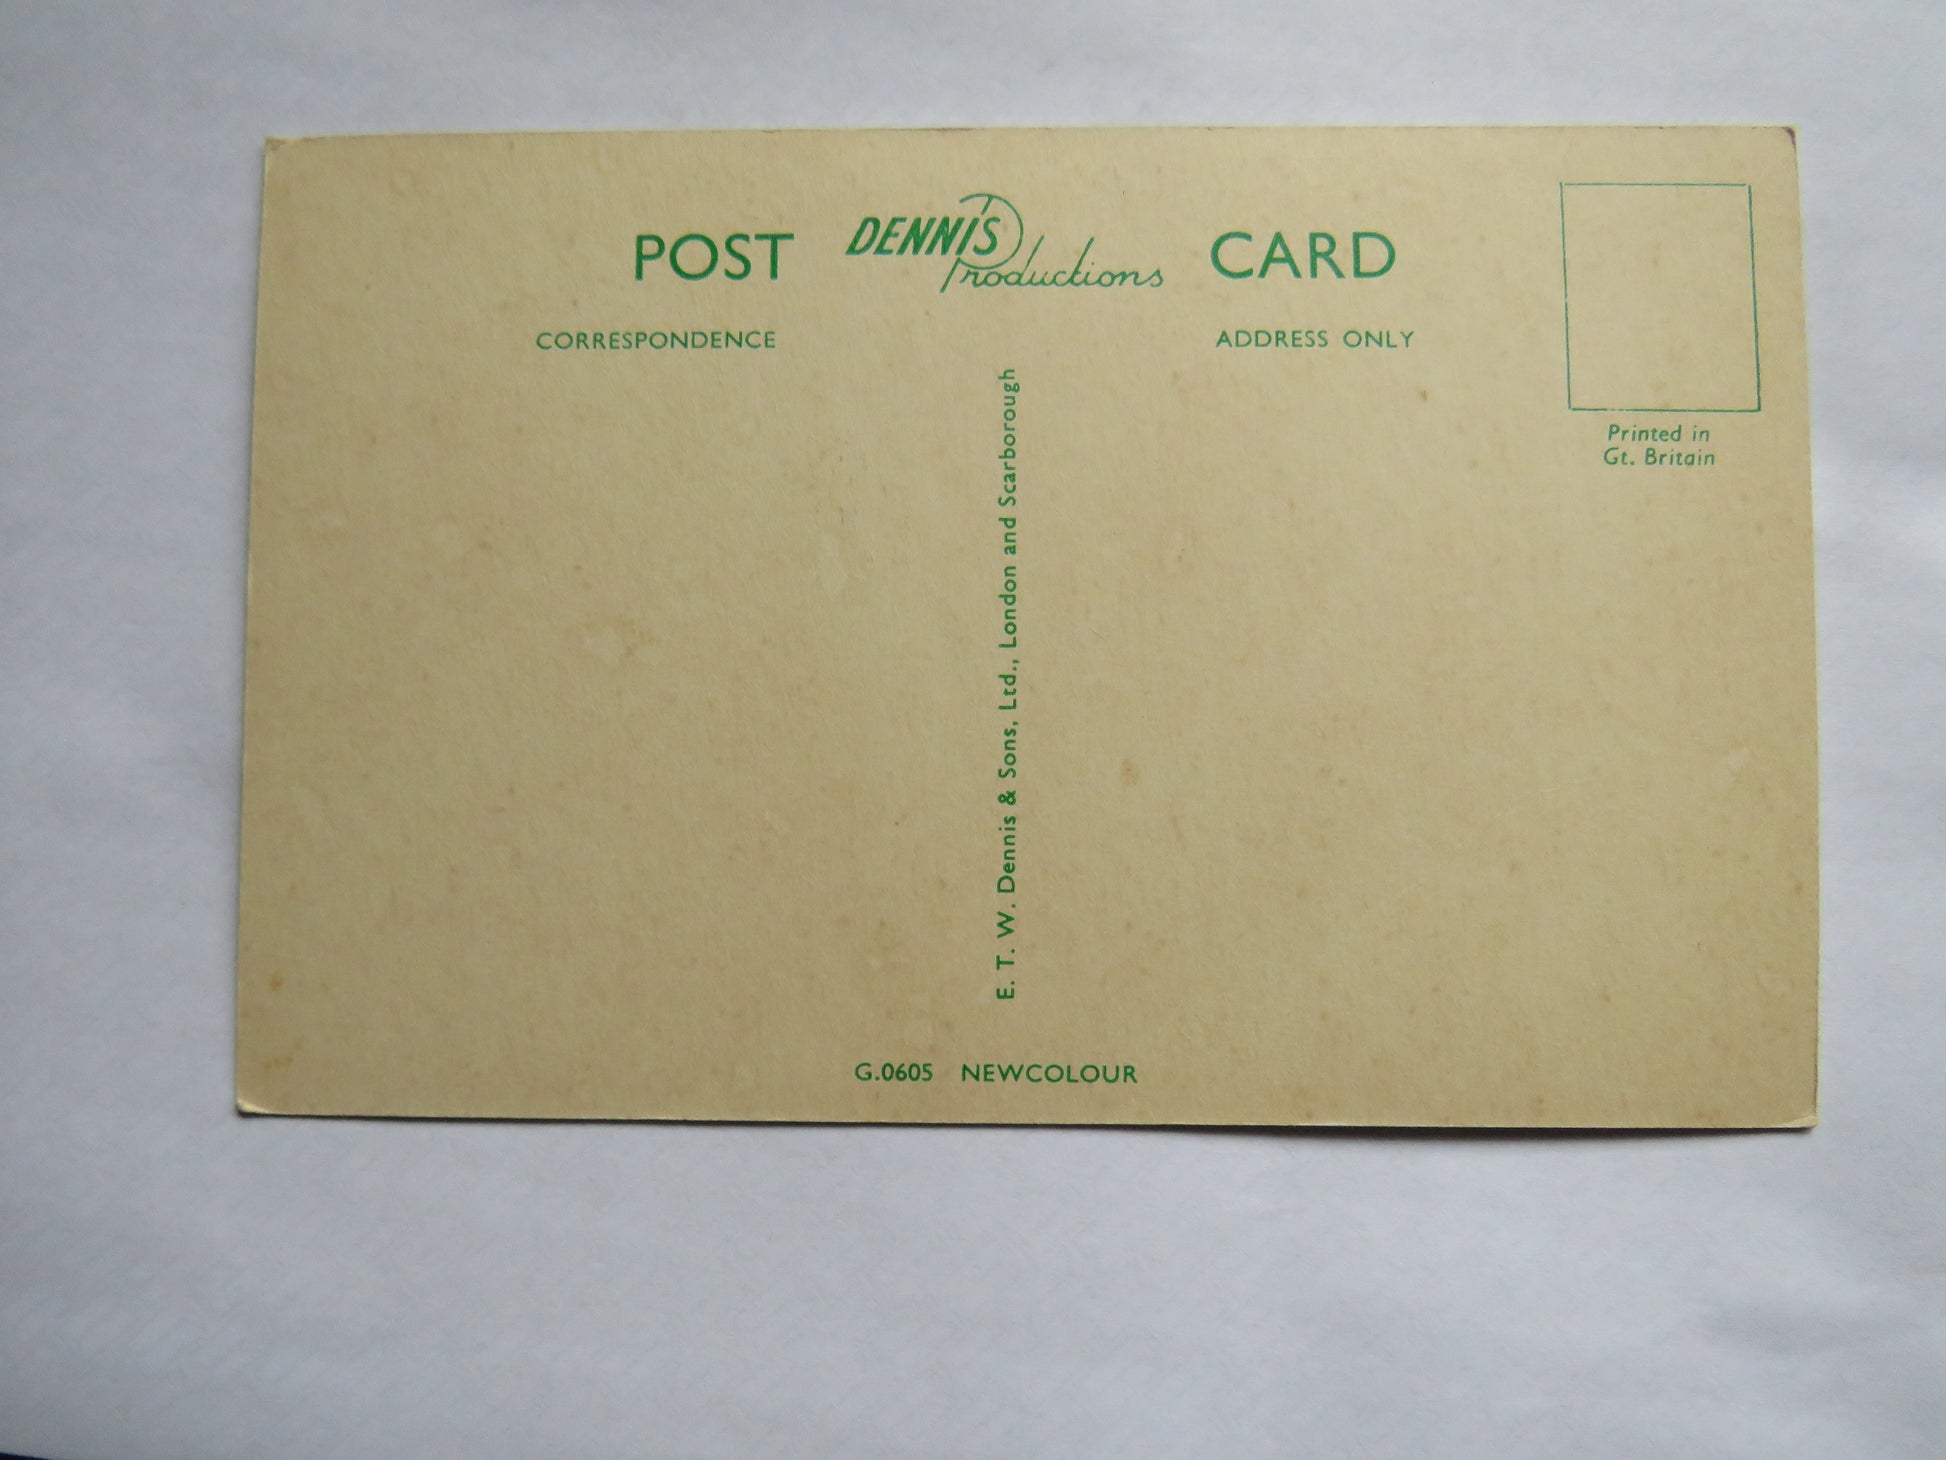 POST DENNIS Productions CARD
CORRESPONDENCE
ADDRESS ONLY
Printed in
Gt. Britain
E. T. W. Dennis & Sons, Ltd., London and Scarborough
G.0605 NEWCOLOUR